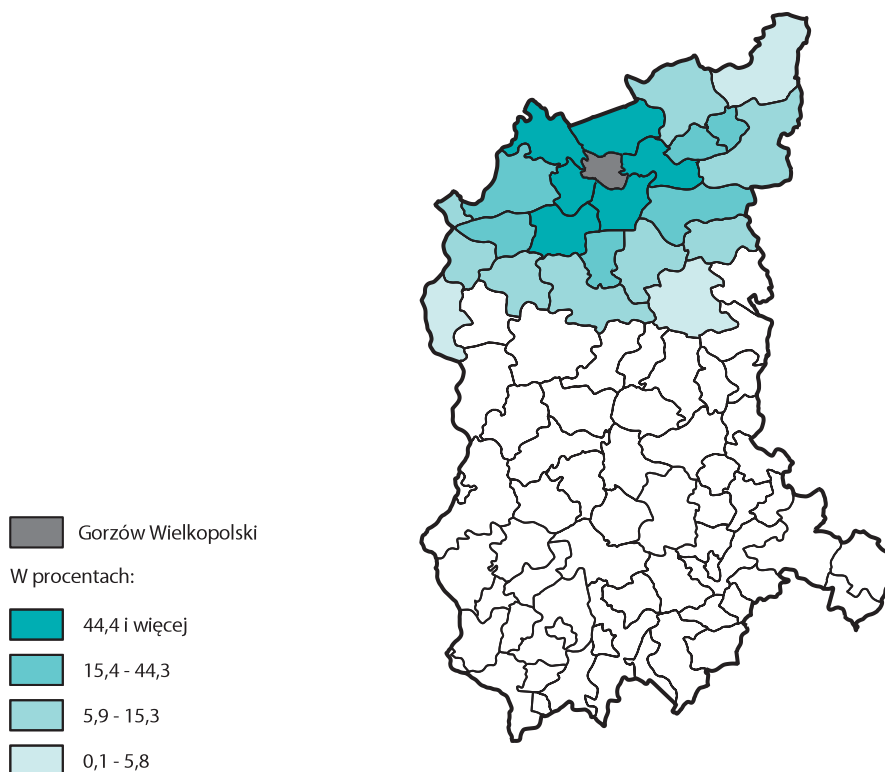 Gorzów Wielkopolski
W procentach:
44,4 i więcej
15,4 - 44,3
5,9 - 15,3
0,1 - 5,8